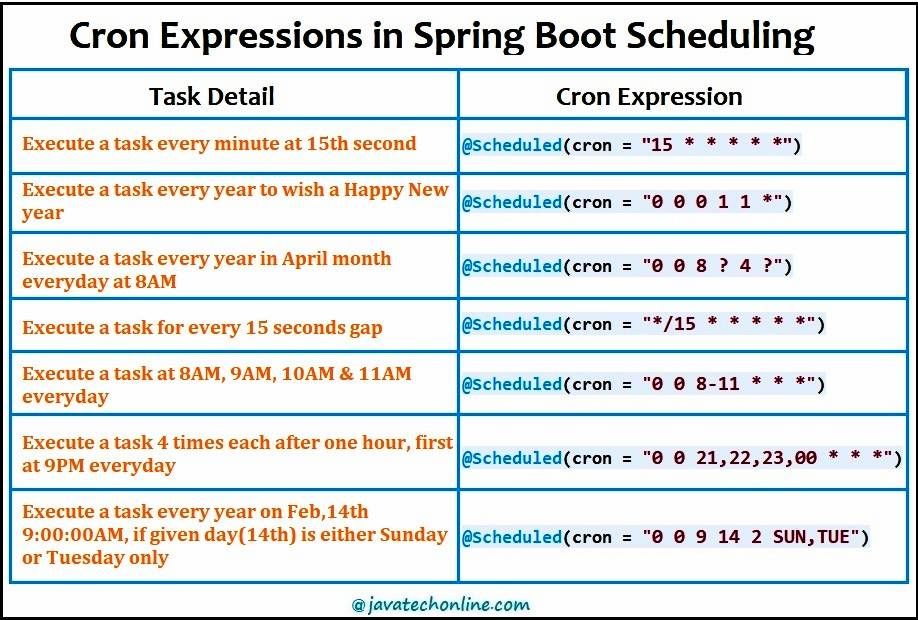 Cron Expressions in Spring Boot Scheduling
Task Detail
Cron Expression
Execute a task every minute at 15th second
@Scheduled(cron = "15 * * * * *")
Execute a task every year to wish a Happy New
year
@Scheduled(cron = "0 0 0 1 1 *")
Execute a task every year in April month
everyday at 8AM
@Scheduled(cron = "0 0 8 ? 4 ?")
Execute a task for every 15 seconds gap
@Scheduled(cron = "*/15 * * * * *")
Execute a task at 8AM, 9AM, 10AM & 11AM
everyday
@Scheduled(cron = "0 0 8-11 * * *")
Execute a task 4 times each after one hour, first
at 9PM everyday
@Scheduled(cron = "0 0 21,22,23,00 * * *")
Execute a task every year on Feb,14th
9:00:00AM, if given day(14th) is either Sunday
or Tuesday only
@Scheduled(cron = "0 0 9 14 2 SUN,TUE")
@javatechonline.com